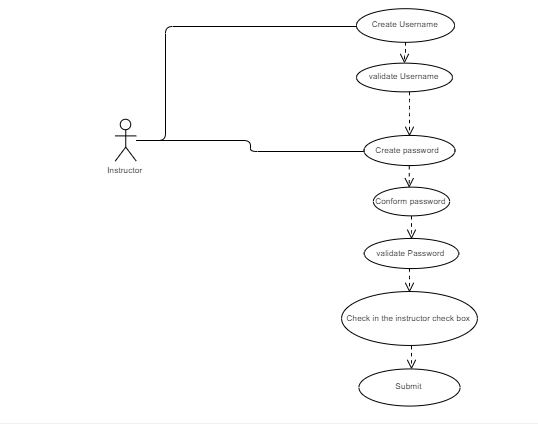 Create Username
validate Username
Create password
Instructor
Conform password
validate Password
Check in the instructor check box
Submit